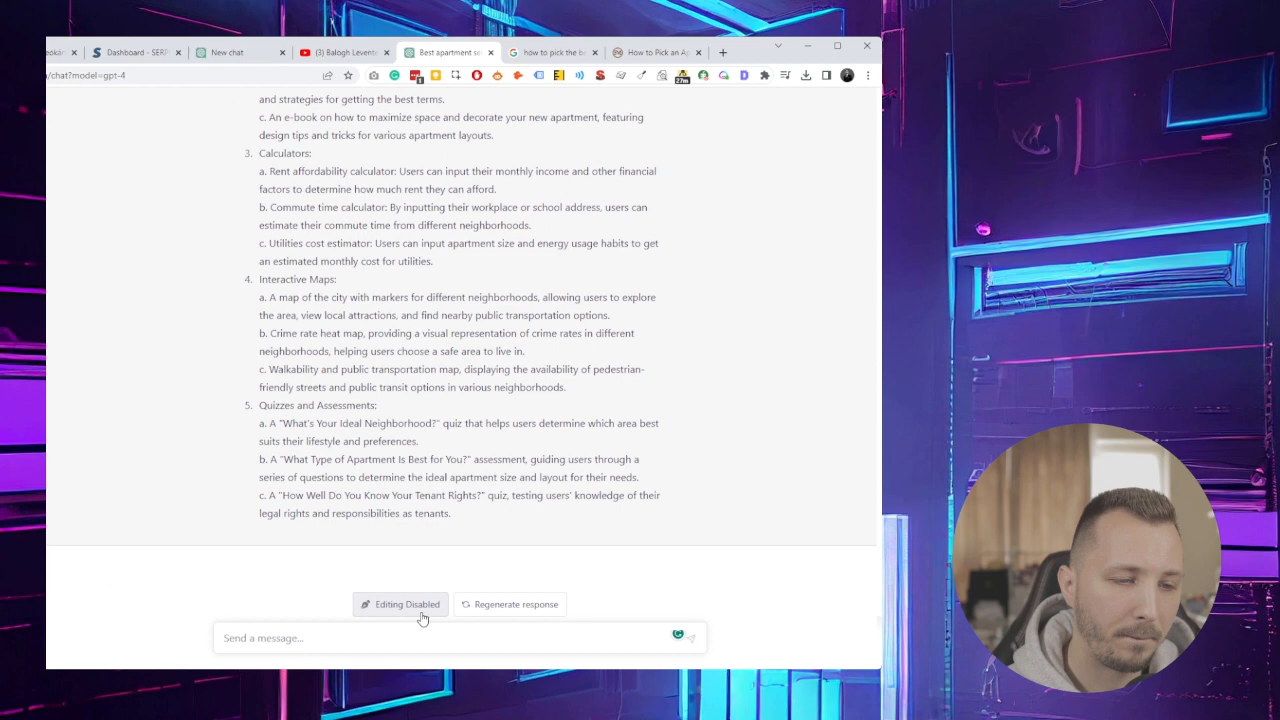 eokár
Dashboard - SERP
New chat
(3) Balogh Levente
Best apartment se
how to pick the be
How to Pick an Ap
/chat?model=gpt-4
27m
and strategies for getting the best terms.
c. An e-book on how to maximize space and decorate your new apartment, featuring
design tips and tricks for various apartment layouts.
3. Calculators:
a. Rent affordability calculator: Users can input their monthly income and other financial
factors to determine how much rent they can afford.
b. Commute time calculator: By inputting their workplace or school address, users can
estimate their commute time from different neighborhoods.
c. Utilities cost estimator: Users can input apartment size and energy usage habits to get
an estimated monthly cost for utilities.
4. Interactive Maps:
a. A map of the city with markers for different neighborhoods, allowing users to explore
the area, view local attractions, and find nearby public transportation options.
b. Crime rate heat map, providing a visual representation of crime rates in different
neighborhoods, helping users choose a safe area to live in.
c. Walkability and public transportation map, displaying the availability of pedestrian-
friendly streets and public transit options in various neighborhoods.
5. Quizzes and Assessments:
a. A "What's Your Ideal Neighborhood?" quiz that helps users determine which area best
suits their lifestyle and preferences.
b. A "What Type of Apartment Is Best for You?" assessment, guiding users through a
series of questions to determine the ideal apartment size and layout for their needs.
c. A "How Well Do You Know Your Tenant Rights?" quiz, testing users' knowledge of their
legal rights and responsibilities as tenants.
Editing Disabled
Regenerate response
Send a message...